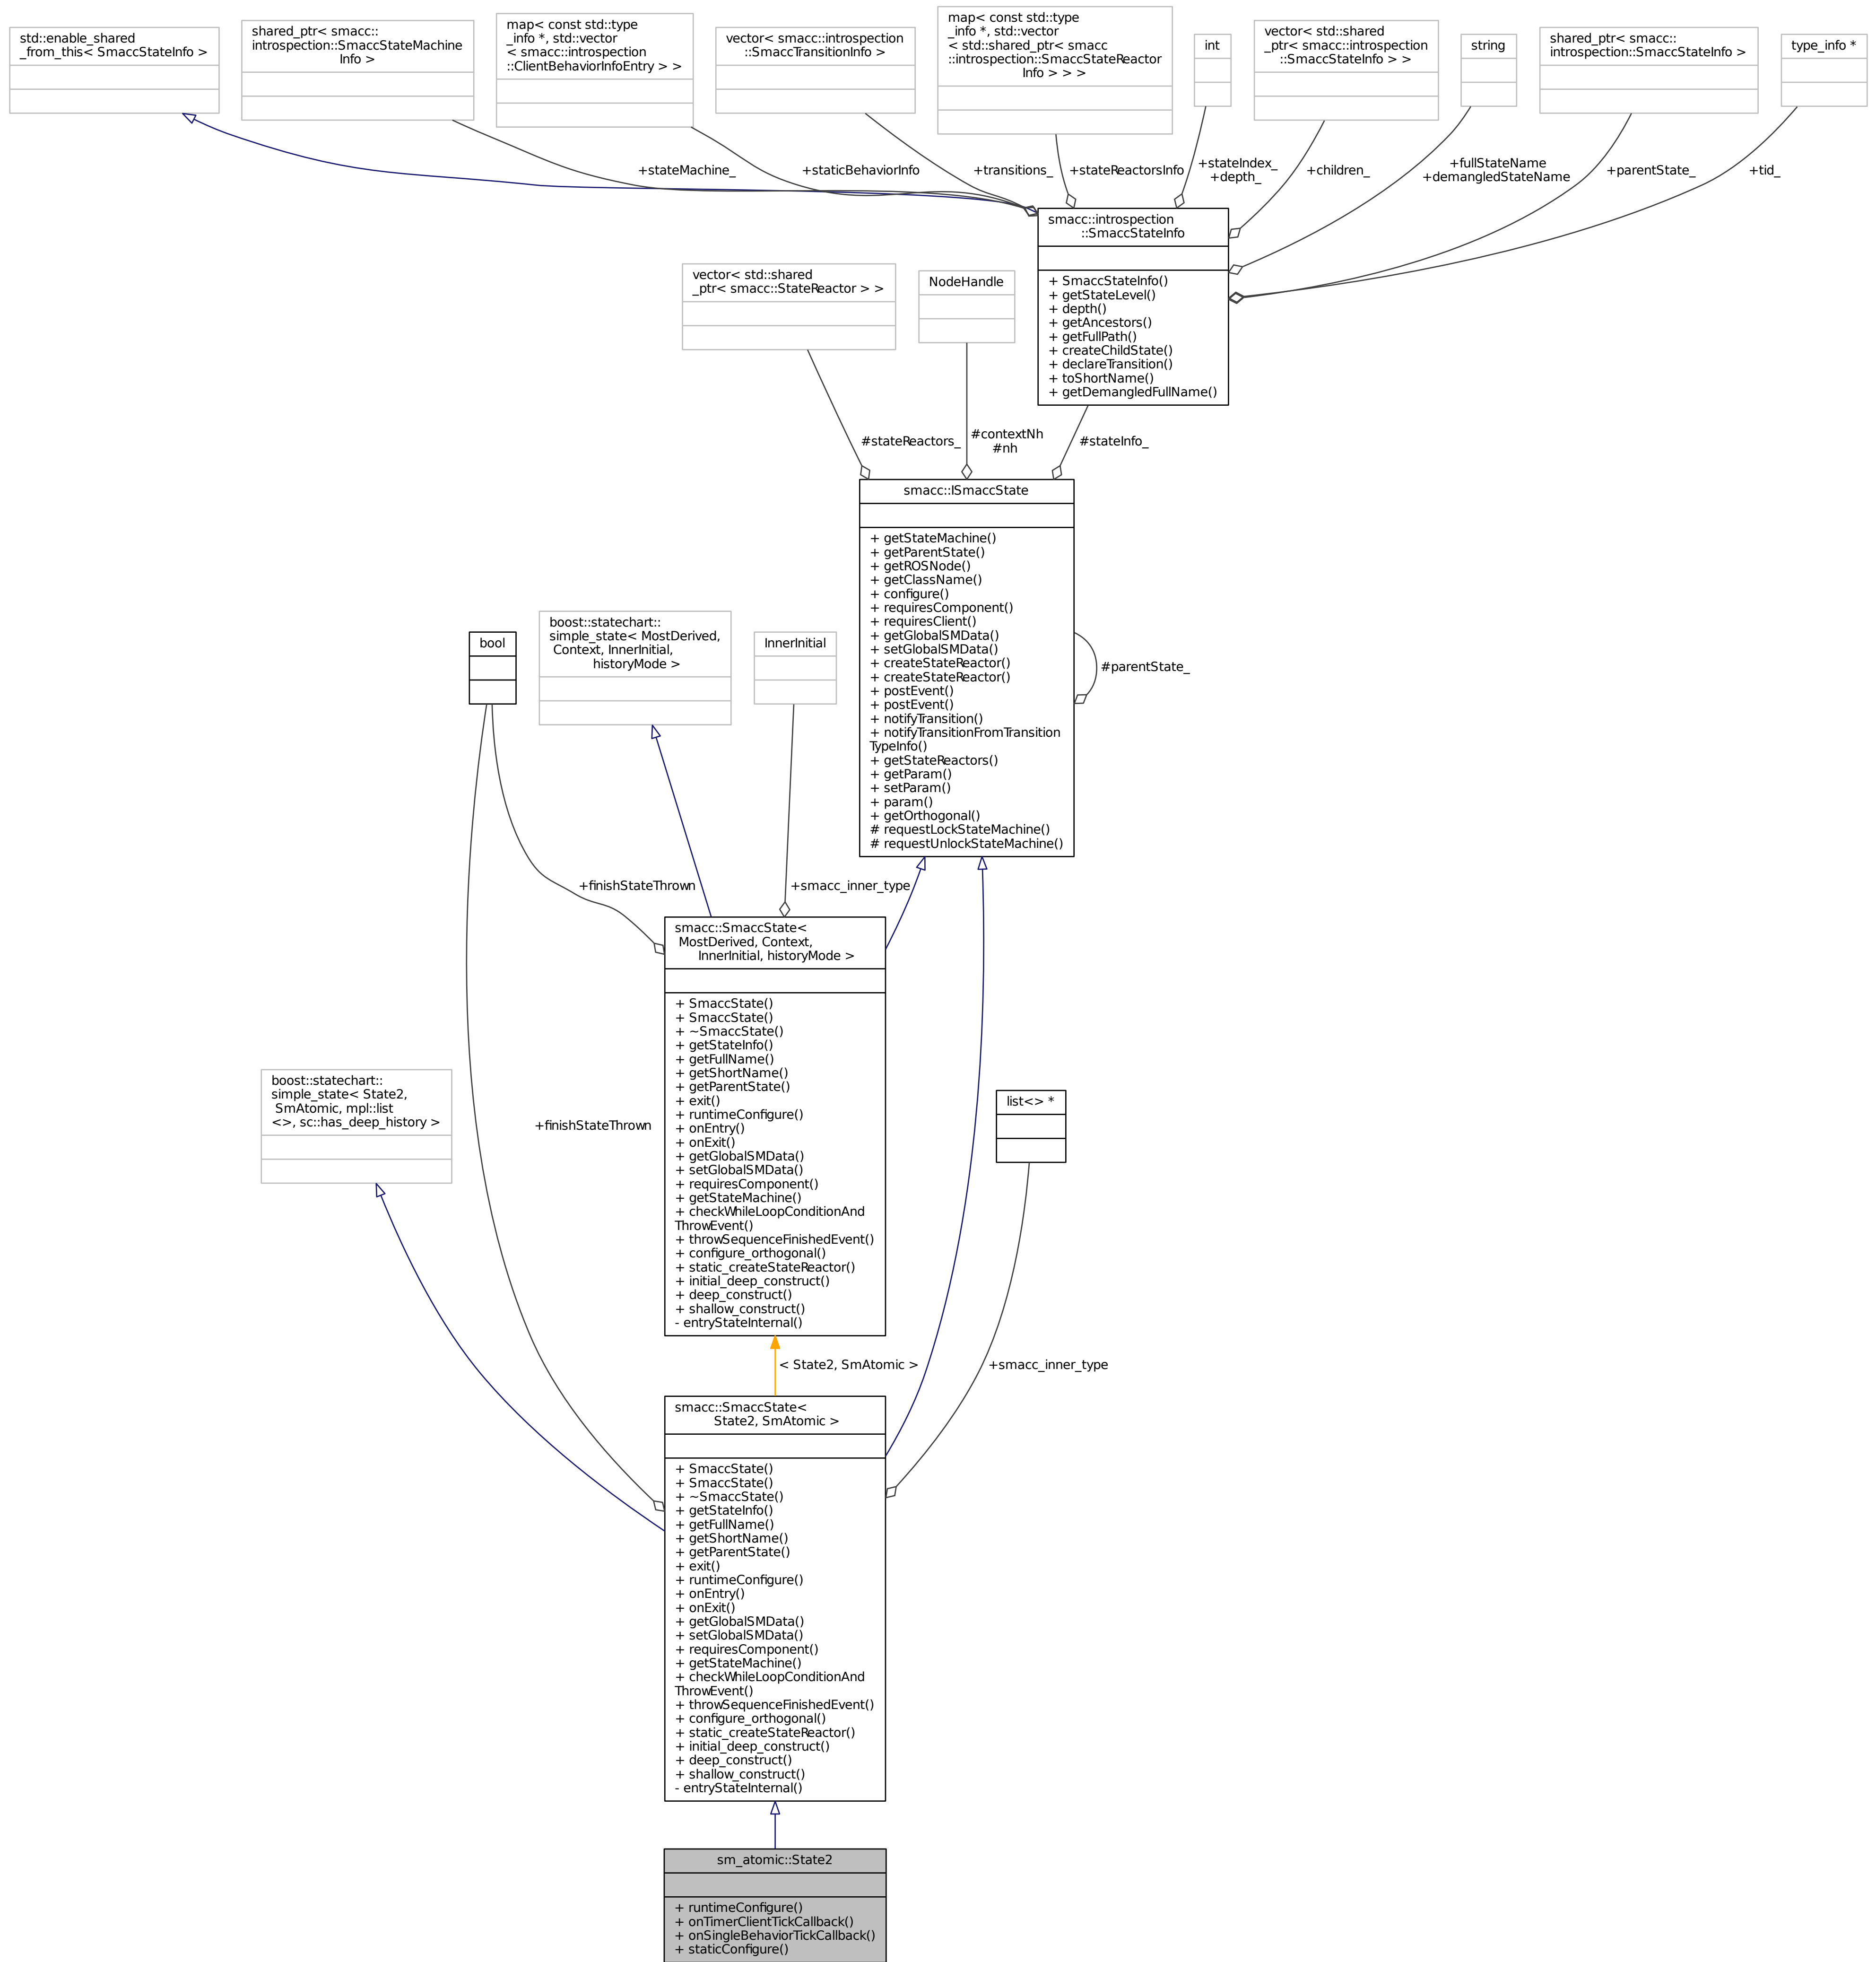 std::enable_shared
_from_this< SmaccStateInfo >
shared_ptr< smacc::
introspection::SmaccStateMachine
Info >
map< const std::type
_info *, std::vector
< smacc::introspection
::ClientBehaviorInfoEntry > >
vector< smacc::introspection
::SmaccTransitionInfo >
map< const std::type
_info *, std::vector
< std::shared_ptr< smacc
::introspection::SmaccStateReactor
Info > > >
int
vector< std::shared
_ptr< smacc::introspection
::SmaccStateInfo > >
string
shared_ptr< smacc::
introspection::SmaccStateInfo >
type_info *
+stateMachine_
+staticBehaviorInfo
+transitions_
+stateReactorsInfo
+stateIndex_
+depth_
+children_
+fullStateName
+demangledStateName
+parentState_
+tid_
smacc::introspection
::SmaccStateInfo
+ SmaccStateInfo()
+ getStateLevel()
+ depth()
+ getAncestors()
+ getFullPath()
+ createChildState()
+ declareTransition()
+ toShortName()
+ getDemangledFullName()
vector< std::shared
_ptr< smacc::StateReactor > >
NodeHandle
#stateReactors_
#contextNh
#nh
#stateInfo_
smacc::ISmaccState
+ getStateMachine()
+ getParentState()
+ getROSNode()
+ getClassName()
+ configure()
+ requiresComponent()
+ requiresClient()
+ getGlobalSMData()
+ setGlobalSMData()
+ createStateReactor()
+ createStateReactor()
+ postEvent()
+ postEvent()
+ notifyTransition()
+ notifyTransitionFromTransition
TypeInfo()
+ getStateReactors()
+ getParam()
+ setParam()
+ param()
+ getOrthogonal()
# requestLockStateMachine()
# requestUnlockStateMachine()
#parentState_
bool
boost::statechart::
simple_state< MostDerived,
Context, InnerInitial,
historyMode >
InnerInitial
+finishStateThrown
+smacc_inner_type
smacc::SmaccState<
MostDerived, Context,
InnerInitial, historyMode >
+ SmaccState()
+ SmaccState()
+ ~SmaccState()
+ getStateInfo()
+ getFullName()
+ getShortName()
+ getParentState()
+ exit()
+ runtimeConfigure()
+ onEntry()
+ onExit()
+ getGlobalSMData()
+ setGlobalSMData()
+ requiresComponent()
+ getStateMachine()
+ checkWhileLoopConditionAnd
ThrowEvent()
+ throwSequenceFinishedEvent()
+ configure_orthogonal()
+ static_createStateReactor()
+ initial_deep_construct()
+ deep_construct()
+ shallow_construct()
- entryStateInternal()
boost::statechart::
simple_state< State2,
SmAtomic, mpl::list
<>, sc::has_deep_history >
+finishStateThrown
list<> *
< State2, SmAtomic >
+smacc_inner_type
smacc::SmaccState<
State2, SmAtomic >
+ SmaccState()
+ SmaccState()
+ ~SmaccState()
+ getStateInfo()
+ getFullName()
+ getShortName()
+ getParentState()
+ exit()
+ runtimeConfigure()
+ onEntry()
+ onExit()
+ getGlobalSMData()
+ setGlobalSMData()
+ requiresComponent()
+ getStateMachine()
+ checkWhileLoopConditionAnd
ThrowEvent()
+ throwSequenceFinishedEvent()
+ configure_orthogonal()
+ static_createStateReactor()
+ initial_deep_construct()
+ deep_construct()
+ shallow_construct()
- entryStateInternal()
sm_atomic::State2
+ runtimeConfigure()
+ onTimerClientTickCallback()
+ onSingleBehaviorTickCallback()
+ staticConfigure()